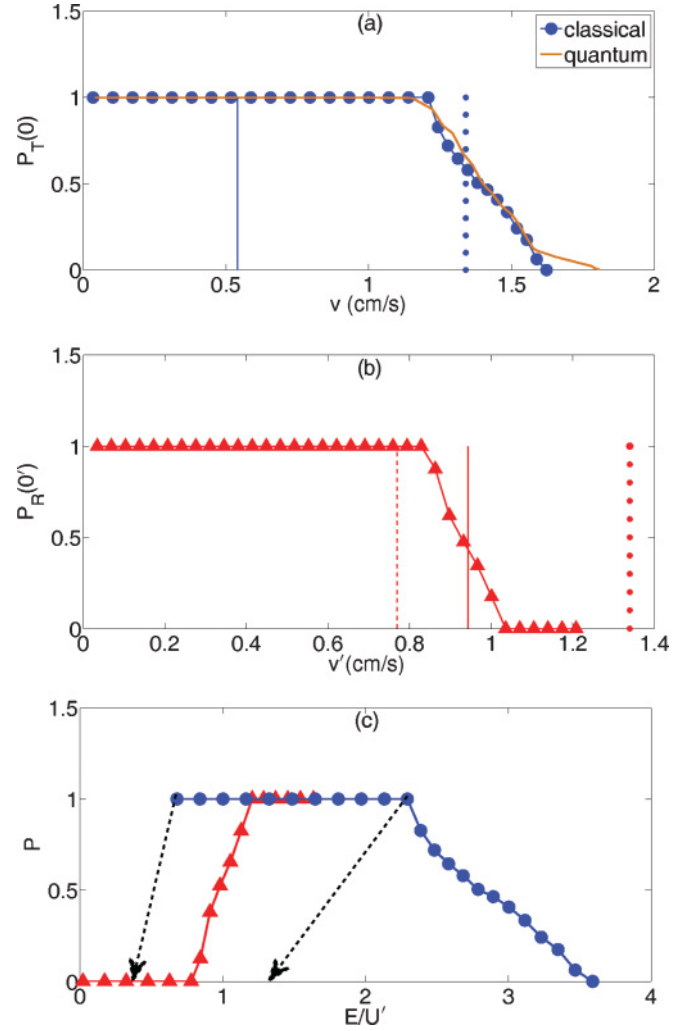 (a)
classical
quantum
1.5
1
0.5
0
P_T(0)
0 0.5 1 1.5 2
v (cm/s)
(b)
1.5
1
0.5
0
P_R(0')
0 0.2 0.4 0.6 0.8 1 1.2 1.4
v'(cm/s)
(c)
1.5
1
0.5
0
P
0 1 2 3 4
E/U'